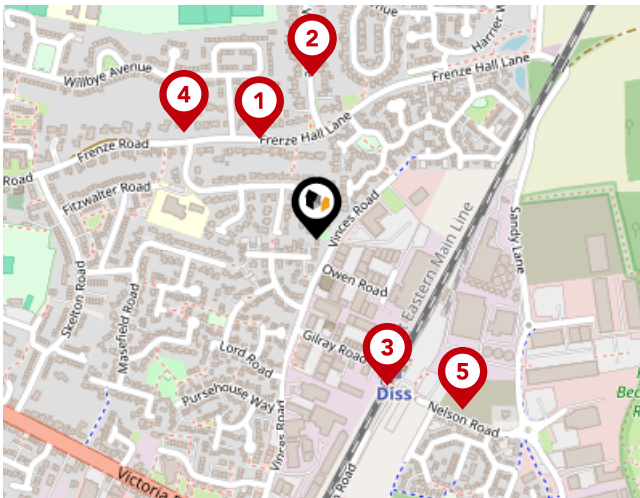 2
Harrier W
Willbye Avenue
Frenze Hall Lane
4
1
Frenze Hall Lane
Frenze Road
Road
Fitzwalter Road
Vinces Road
Sandy Lane
Eastern Main Line
Skelton Road
Masefield Road
Owen Road
Gilray Road
3
Lord Road
5
Diss
Pursehouse Way
Nelson Road
Vinces Road
Victoria
Road